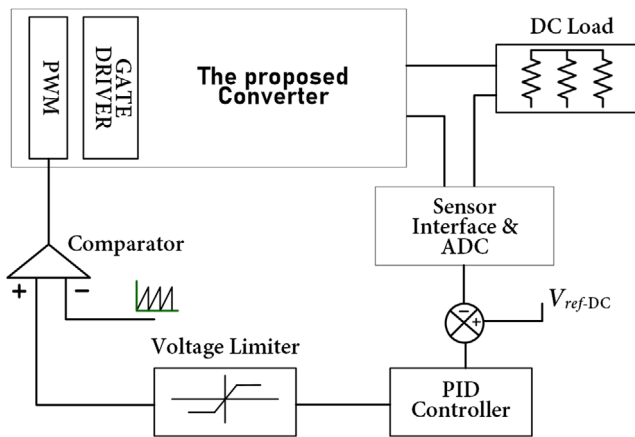 PWM
GATE
DRIVER
The proposed
Converter
DC Load
Sensor
Interface &
ADC
Comparator
+
−
−
+
V_ref-DC
Voltage Limiter
PID
Controller